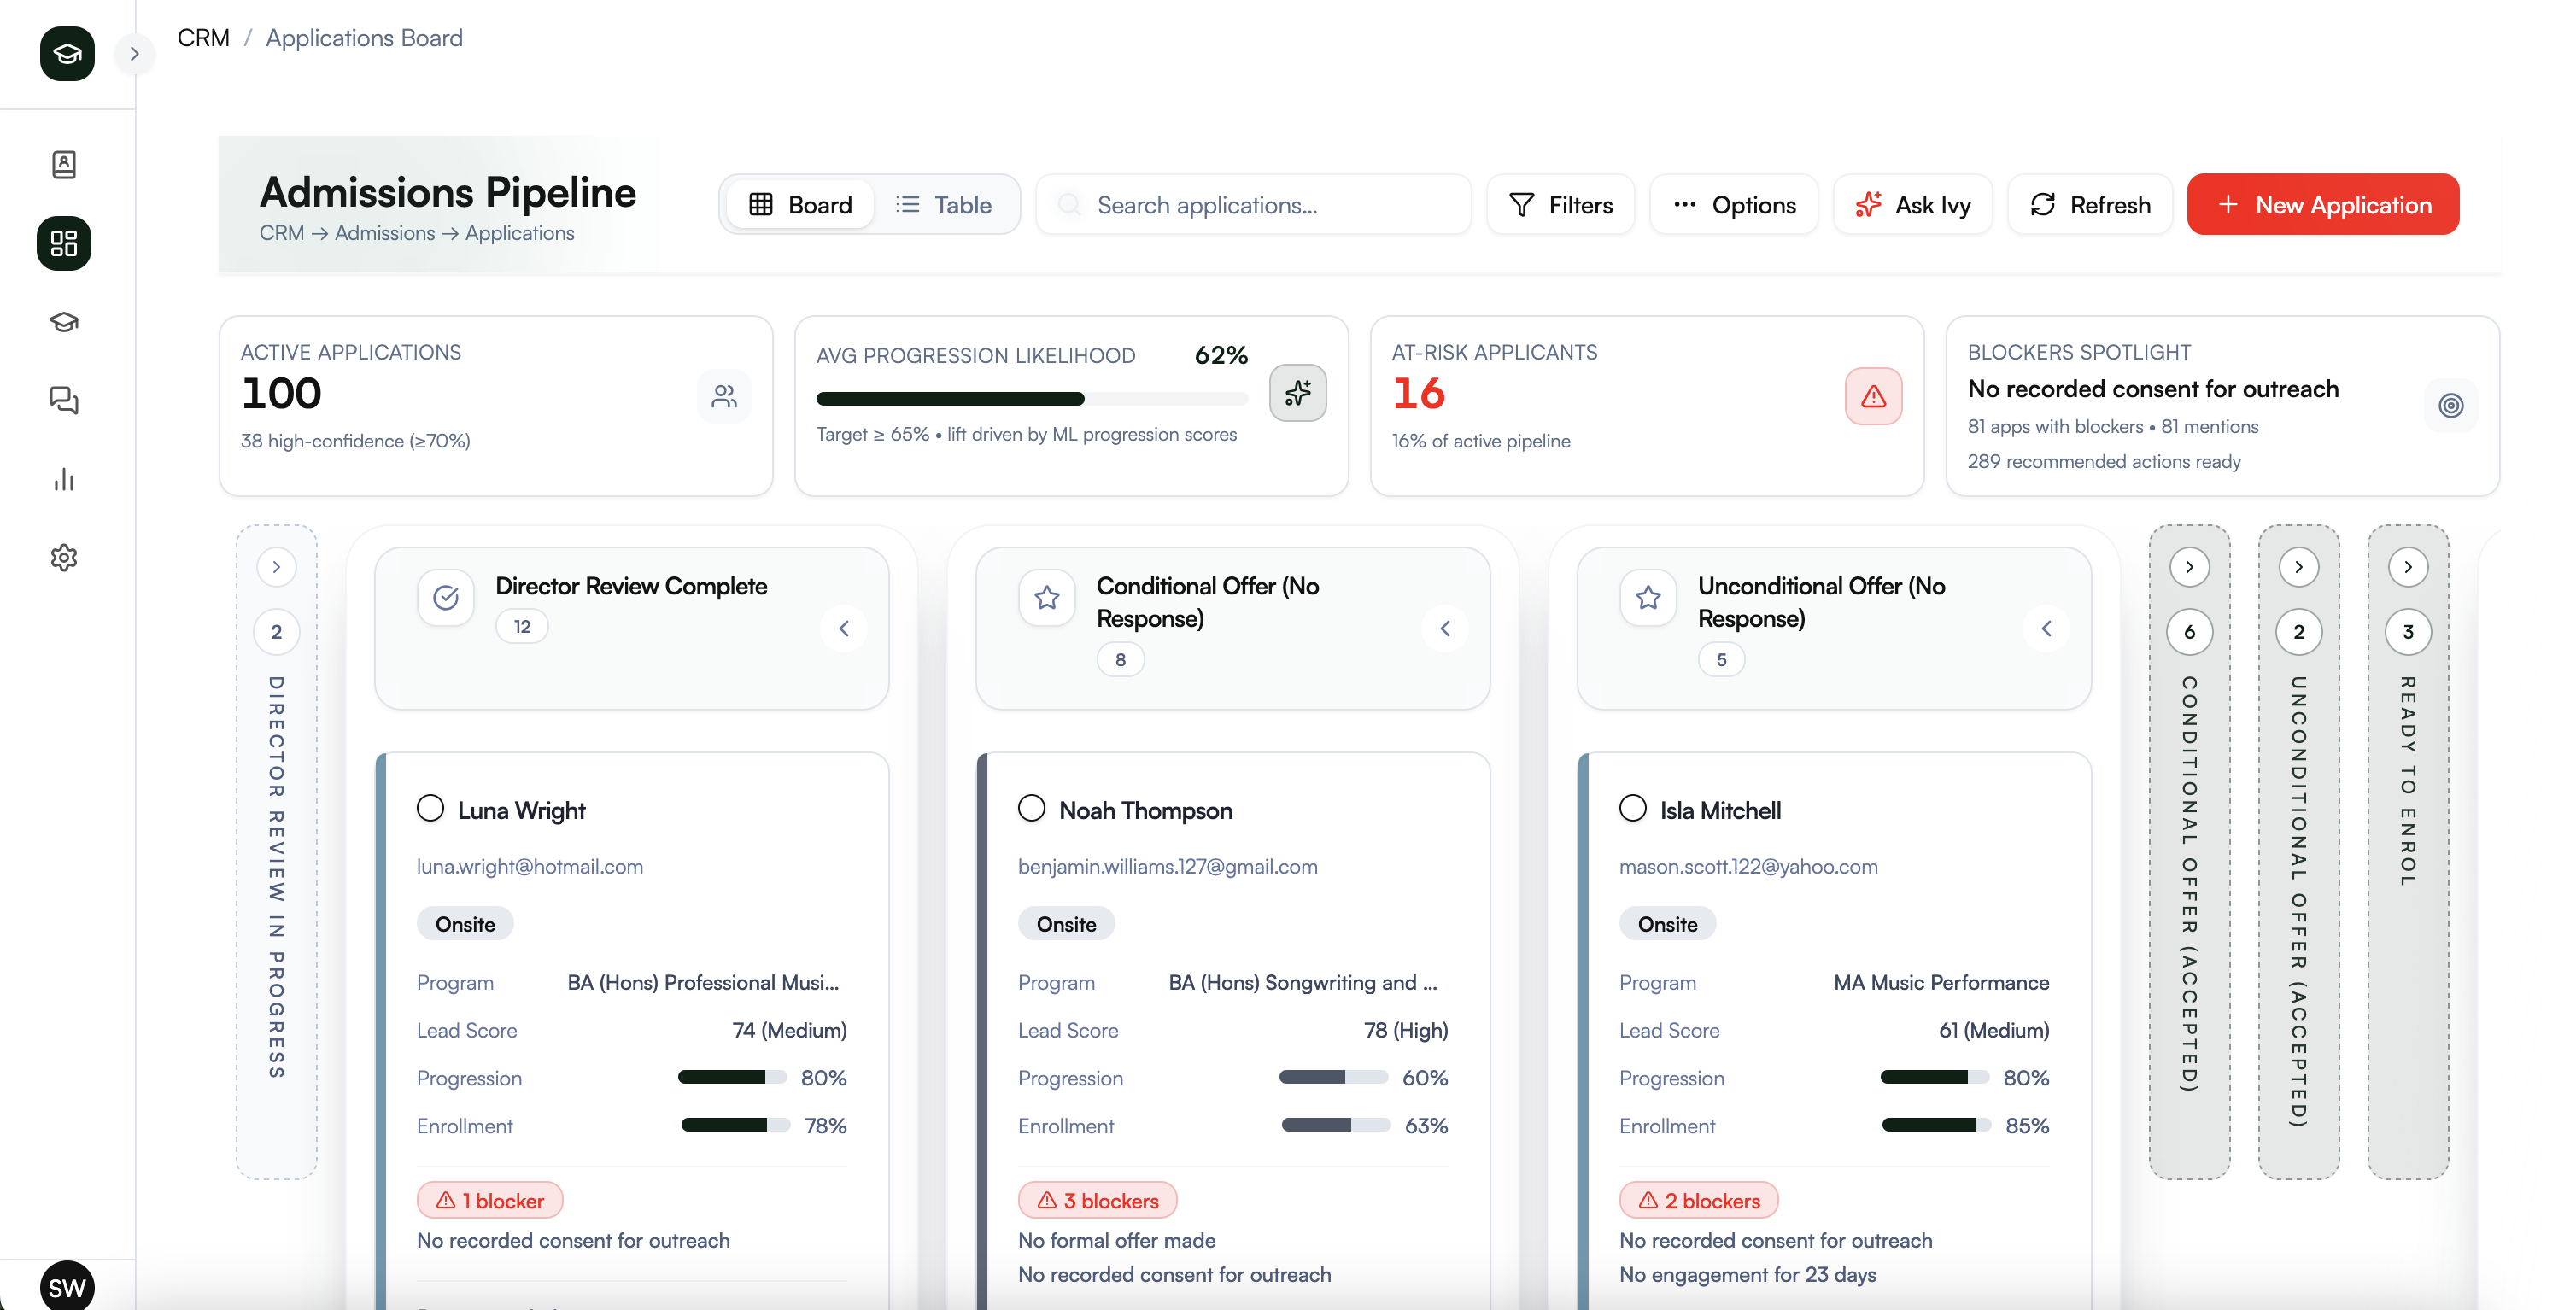 CRM / Applications Board
Admissions Pipeline
CRM → Admissions → Applications
Board
Table
Search applications...
Filters
Options
Ask Ivy
Refresh
New Application
ACTIVE APPLICATIONS
100
38 high-confidence (≥70%)
AVG PROGRESSION LIKELIHOOD 62%
Target ≥ 65% • lift driven by ML progression scores
AT-RISK APPLICANTS
16
16% of active pipeline
BLOCKERS SPOTLIGHT
No recorded consent for outreach
81 apps with blockers • 81 mentions
289 recommended actions ready
2
DIRECTOR REVIEW IN PROGRESS
Director Review Complete
12
Luna Wright
luna.wright@hotmail.com
Onsite
Program BA (Hons) Professional Musi...
Lead Score 74 (Medium)
Progression 80%
Enrollment 78%
1 blocker
No recorded consent for outreach
Conditional Offer (No
Response)
8
Noah Thompson
benjamin.williams.127@gmail.com
Onsite
Program BA (Hons) Songwriting and ...
Lead Score 78 (High)
Progression 60%
Enrollment 63%
3 blockers
No formal offer made
No recorded consent for outreach
Unconditional Offer (No
Response)
5
Isla Mitchell
mason.scott.122@yahoo.com
Onsite
Program MA Music Performance
Lead Score 61 (Medium)
Progression 80%
Enrollment 85%
2 blockers
No recorded consent for outreach
No engagement for 23 days
6
CONDITIONAL OFFER (ACCEPTED)
2
UNCONDITIONAL OFFER (ACCEPTED)
3
READY TO ENROL
SW